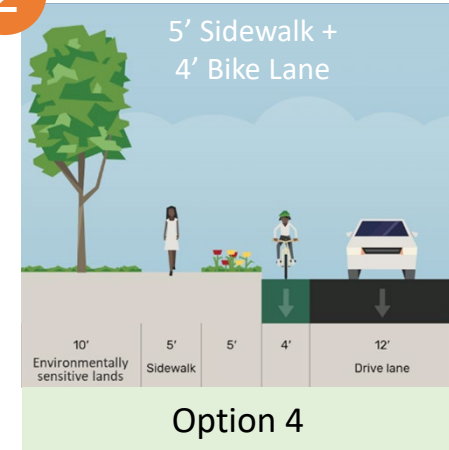 5’ Sidewalk +
4’ Bike Lane
10’ 5’ 5’ 4’ 12’
Environmentally
sensitive lands
Sidewalk
Drive lane
Option 4